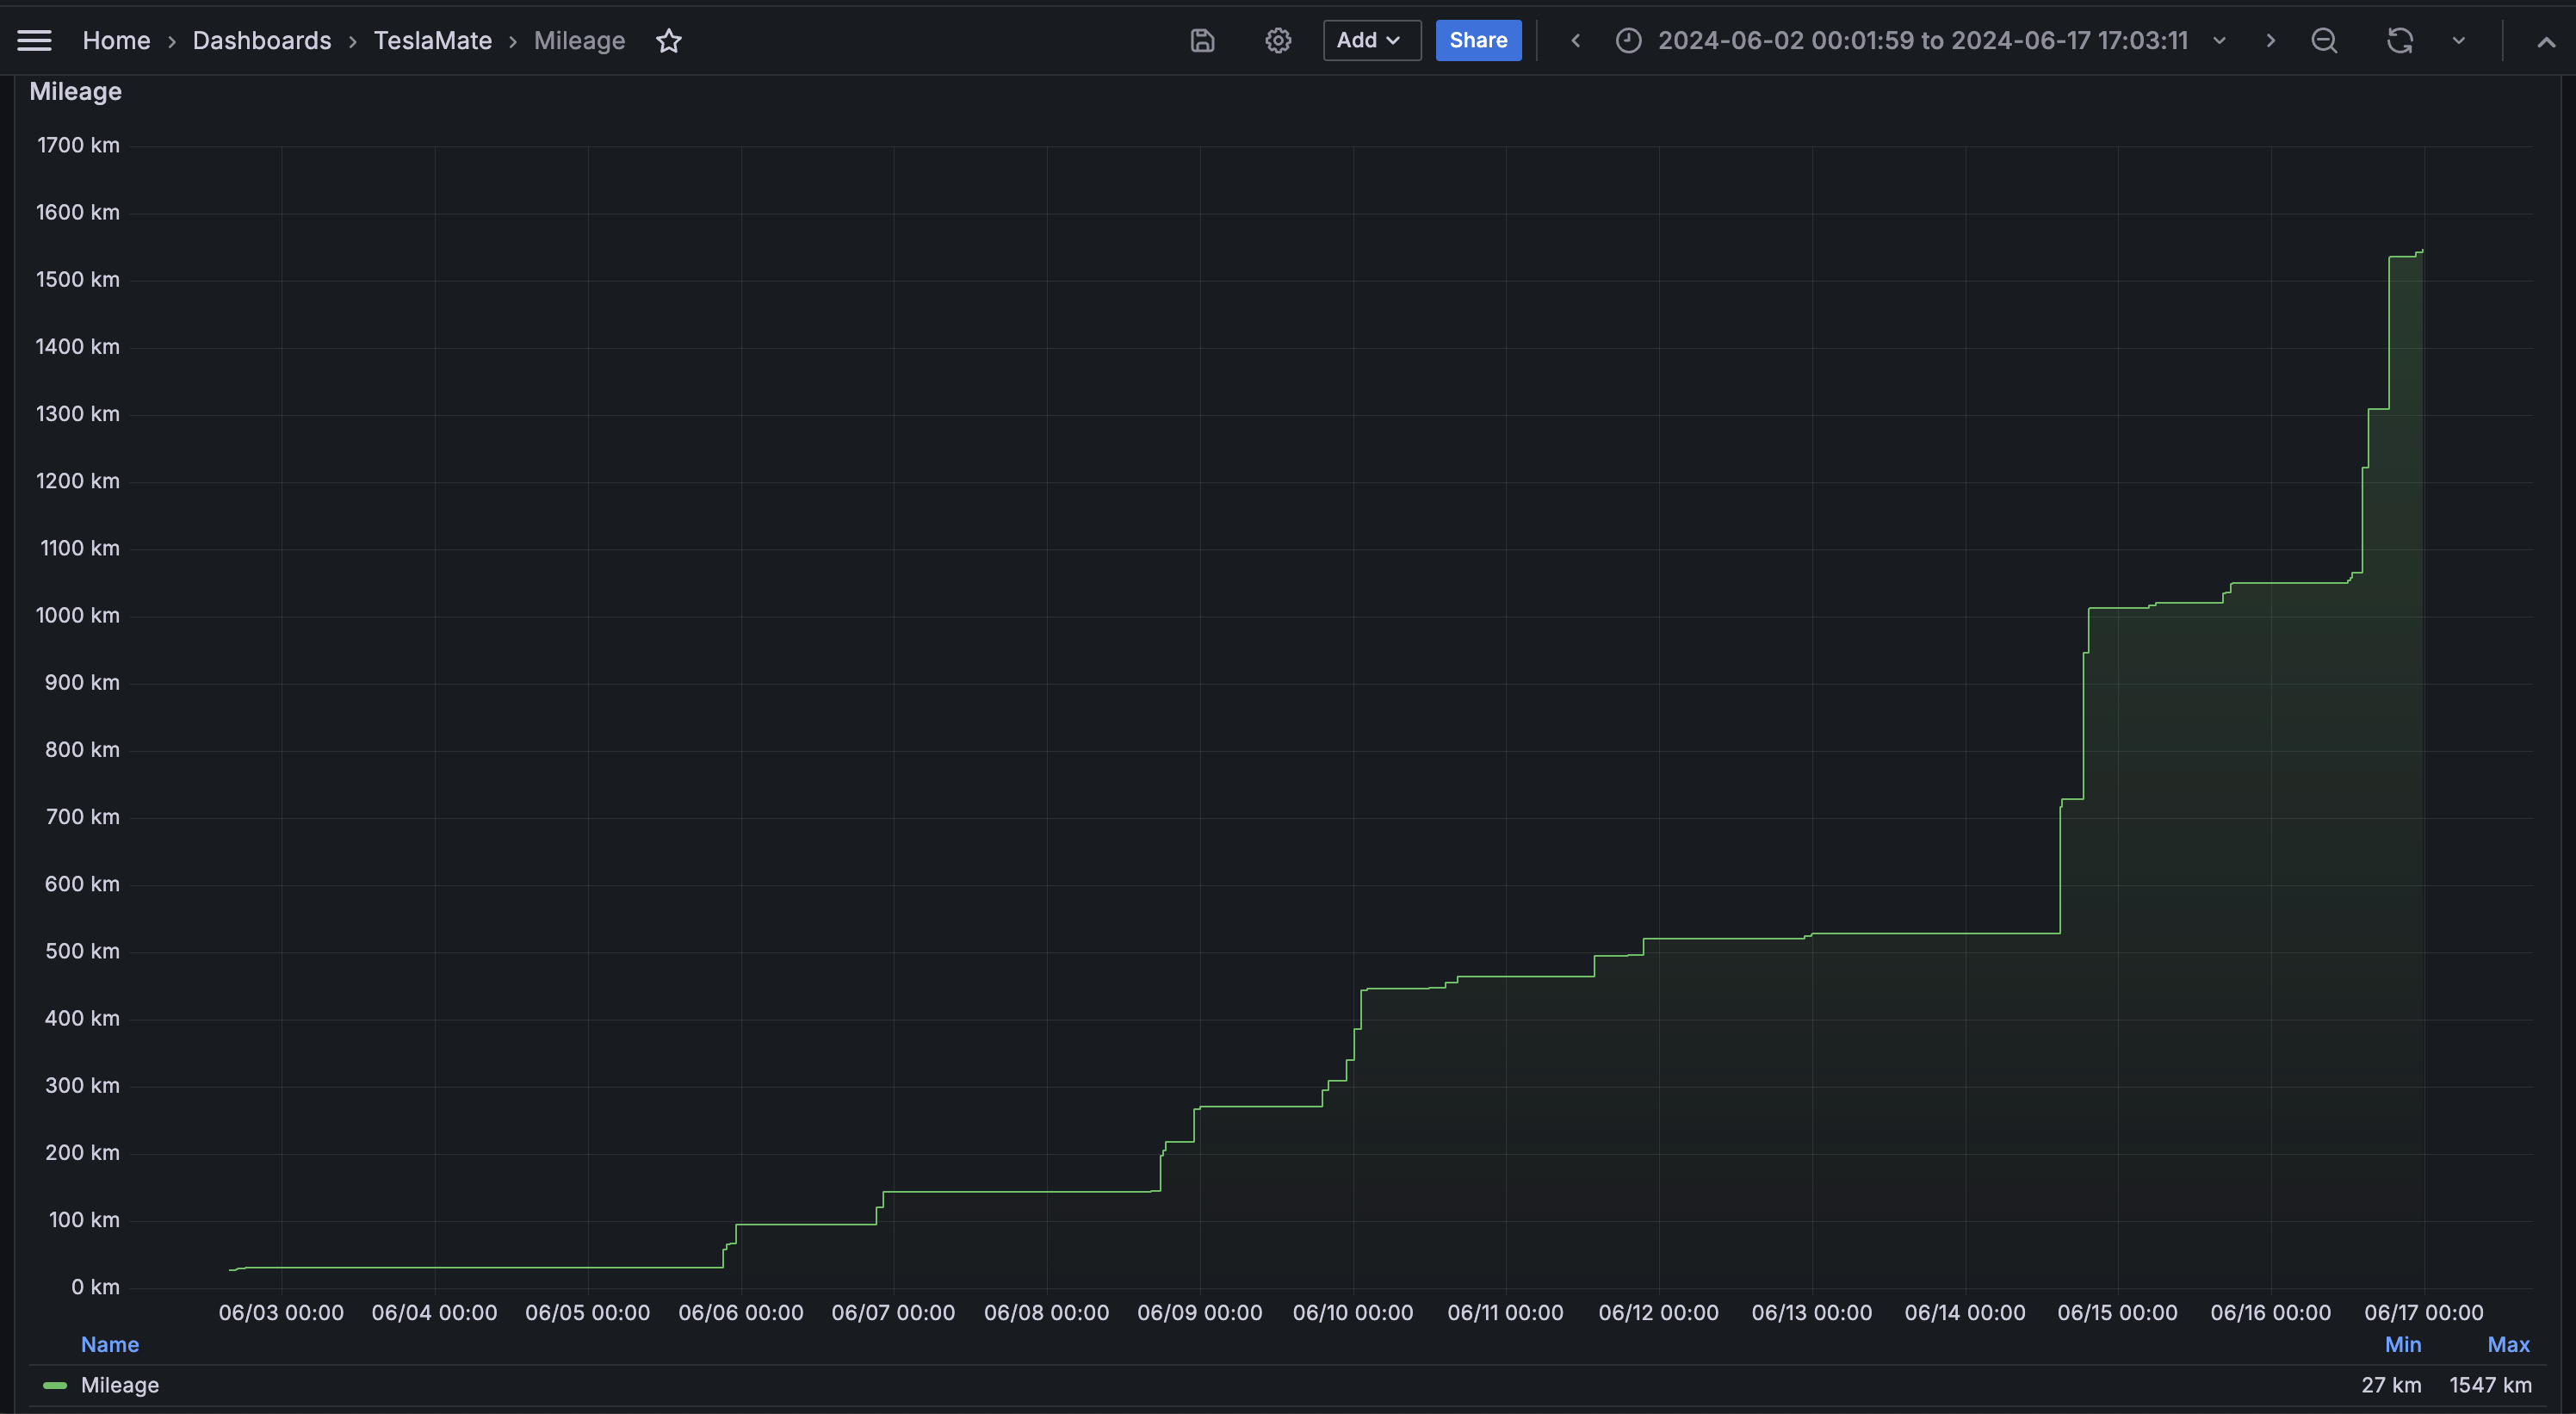 Home › Dashboards › TeslaMate › Mileage Add Share 2024-06-02 00:01:59 to 2024-06-17 17:03:11
Mileage
1700 km
1600 km
1500 km
1400 km
1300 km
1200 km
1100 km
1000 km
900 km
800 km
700 km
600 km
500 km
400 km
300 km
200 km
100 km
0 km
06/03 00:00 06/04 00:00 06/05 00:00 06/06 00:00 06/07 00:00 06/08 00:00 06/09 00:00 06/10 00:00 06/11 00:00 06/12 00:00 06/13 00:00 06/14 00:00 06/15 00:00 06/16 00:00 06/17 00:00
Name Min Max
Mileage 27 km 1547 km